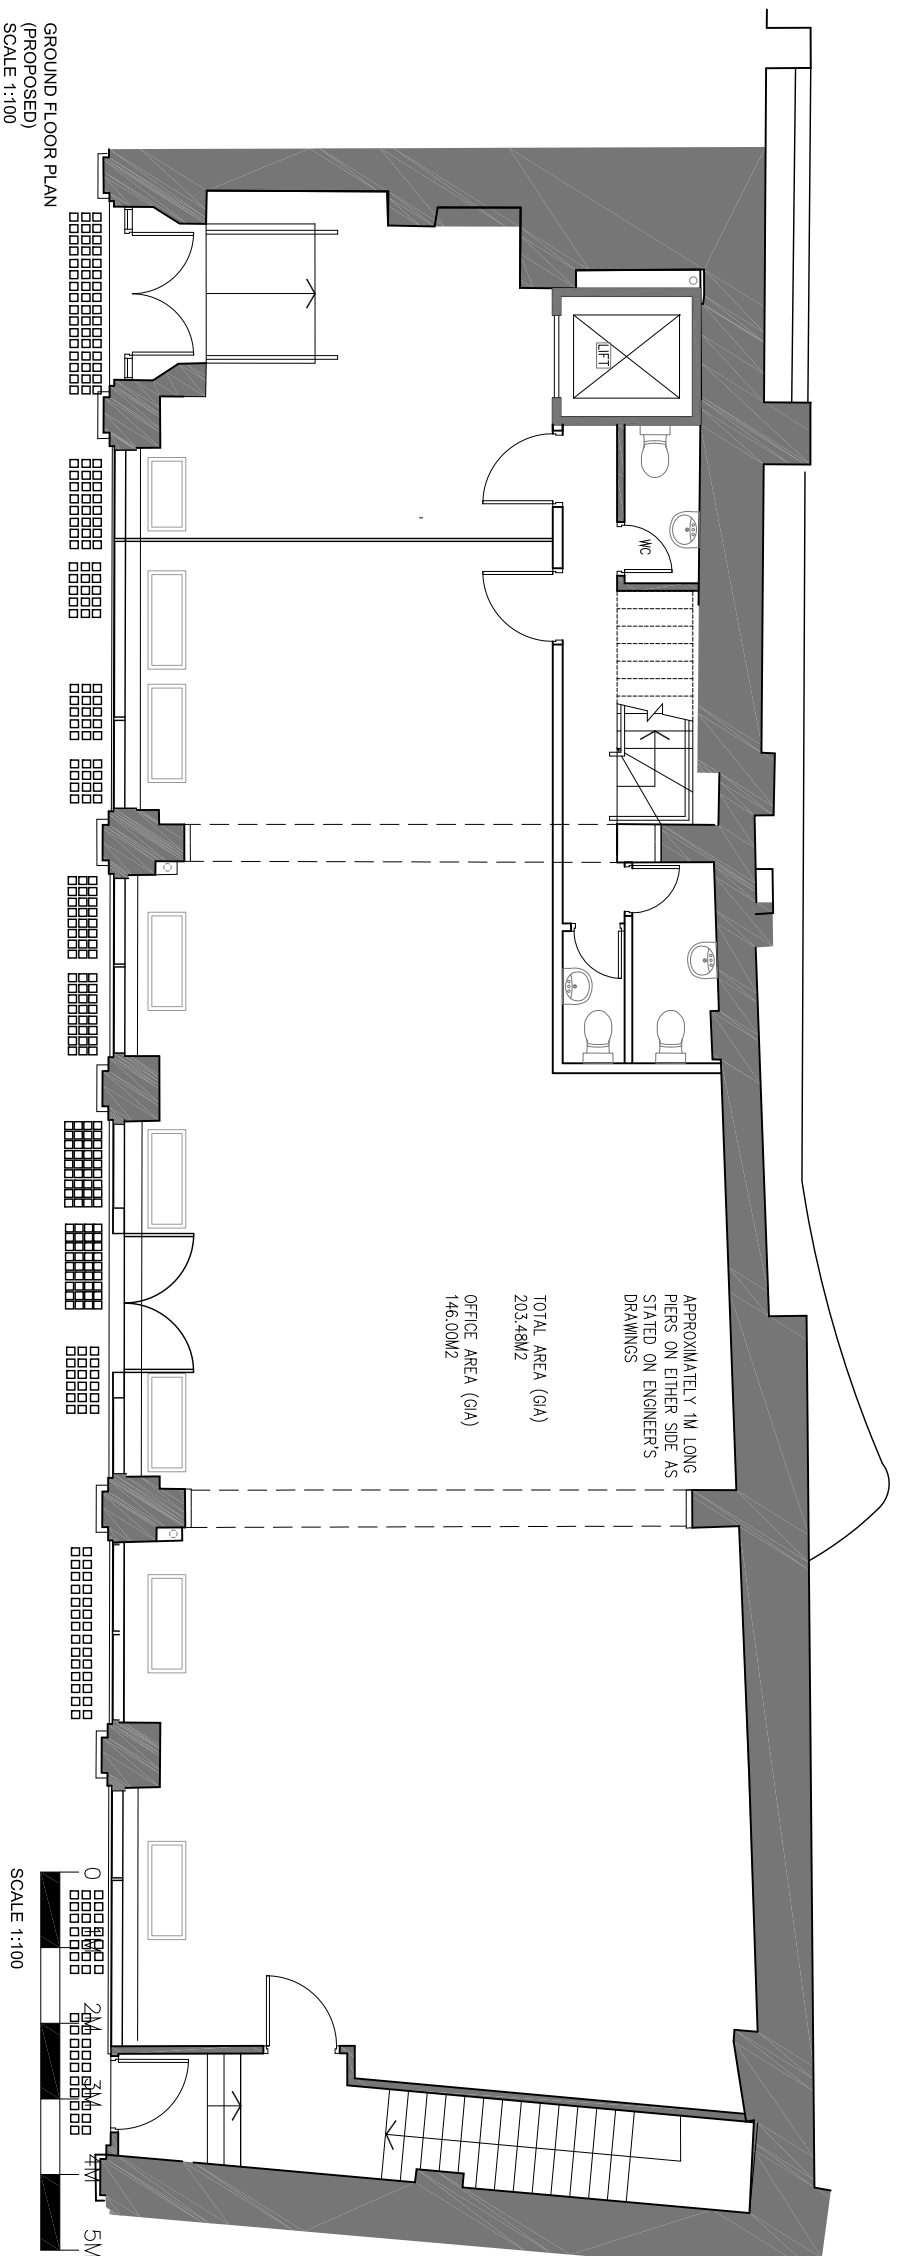 GROUND FLOOR PLAN
(PROPOSED)
SCALE 1:100
LIFT
WC
APPROXIMATELY 1M LONG
PIERS ON EITHER SIDE AS
STATED ON ENGINEER'S
DRAWINGS
TOTAL AREA (GIA)
203.48M2
OFFICE AREA (GIA)
146.00M2
0 1M 2M 3M 4M 5M
SCALE 1:100